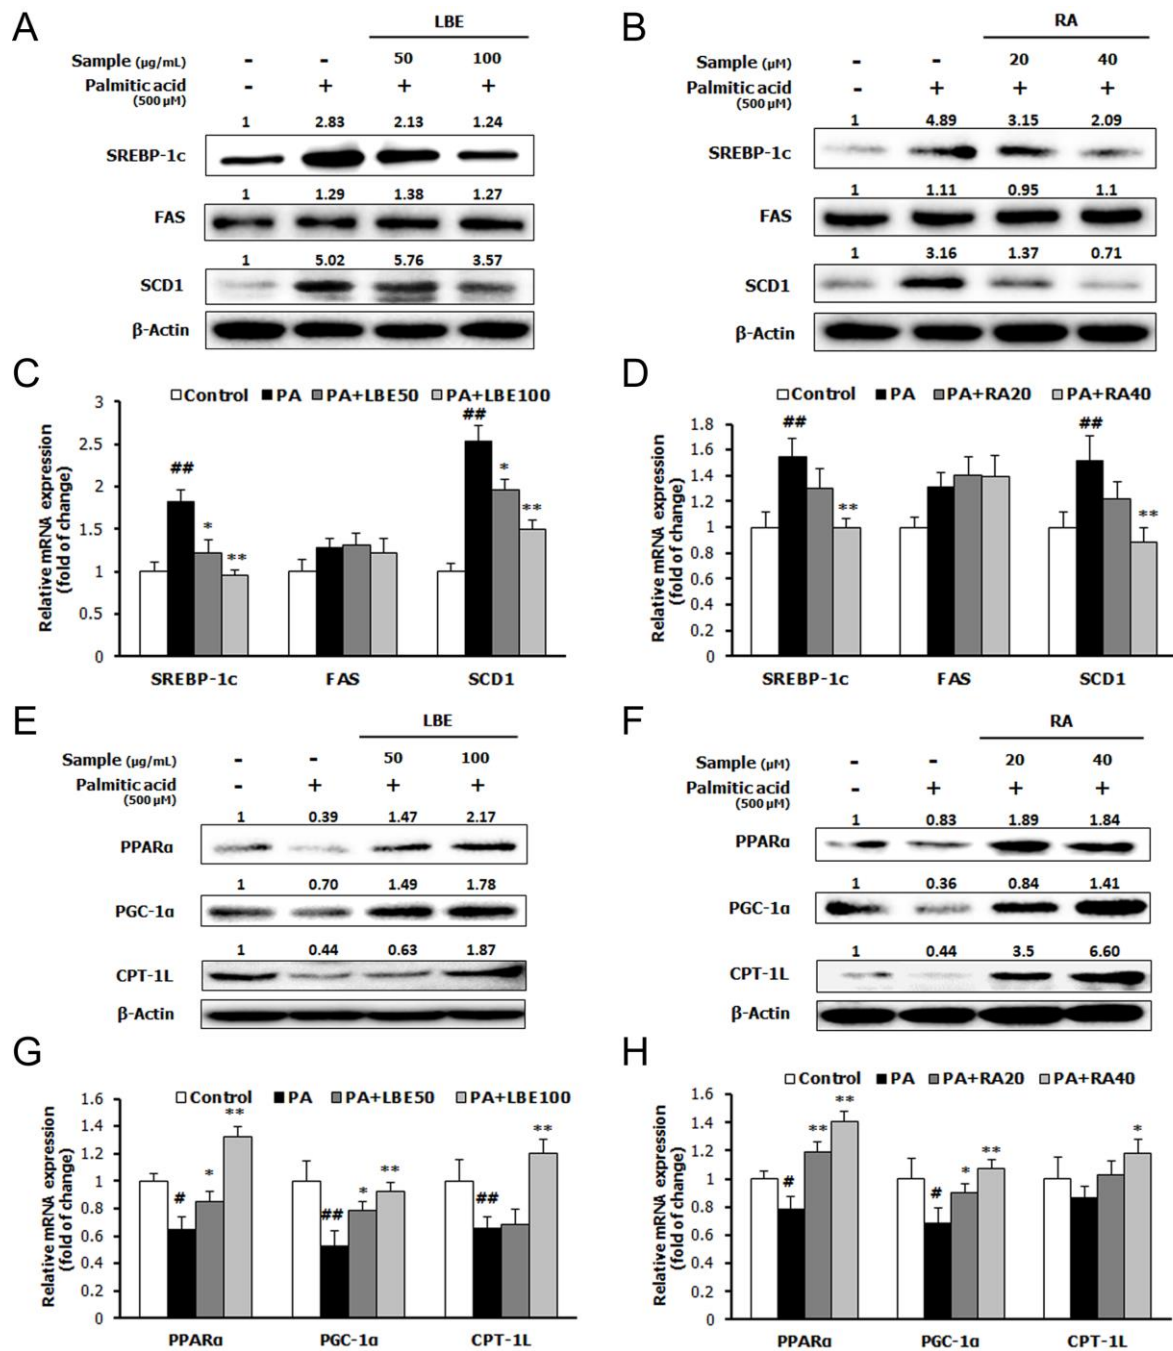 A
LBE
Sample (µg/mL) - - 50 100
Palmitic acid - + + +
(500 µM)
1 2.83 2.13 1.24
SREBP-1c
1 1.29 1.38 1.27
FAS
1 5.02 5.76 3.57
SCD1
β-Actin
B
RA
Sample (µM) - - 20 40
Palmitic acid - + + +
(500 µM)
1 4.89 3.15 2.09
SREBP-1c
1 1.11 0.95 1.1
FAS
1 3.16 1.37 0.71
SCD1
β-Actin
C
Control PA PA+LBE50 PA+LBE100
Relative mRNA expression
(fold of change)
3
2.5
2
1.5
1
0.5
0
## * **
## * **
SREBP-1c FAS SCD1
D
Control PA PA+RA20 PA+RA40
Relative mRNA expression
(fold of change)
1.8
1.6
1.4
1.2
1
0.8
0.6
0.4
0.2
0
## **
## **
SREBP-1c FAS SCD1
E
LBE
Sample (µg/mL) - - 50 100
Palmitic acid - + + +
(500 µM)
1 0.39 1.47 2.17
PPARα
1 0.70 1.49 1.78
PGC-1α
1 0.44 0.63 1.87
CPT-1L
β-Actin
F
RA
Sample (µM) - - 20 40
Palmitic acid - + + +
(500 µM)
1 0.83 1.89 1.84
PPARα
1 0.36 0.84 1.41
PGC-1α
1 0.44 3.5 6.60
CPT-1L
β-Actin
G
Control PA PA+LBE50 PA+LBE100
Relative mRNA expression
(fold of change)
1.6
1.4
1.2
1
0.8
0.6
0.4
0.2
0
# * **
## * **
## **
PPARα PGC-1α CPT-1L
H
Control PA PA+RA20 PA+RA40
Relative mRNA expression
(fold of change)
1.6
1.4
1.2
1
0.8
0.6
0.4
0.2
0
# ** **
# * **
*
PPARα PGC-1α CPT-1L